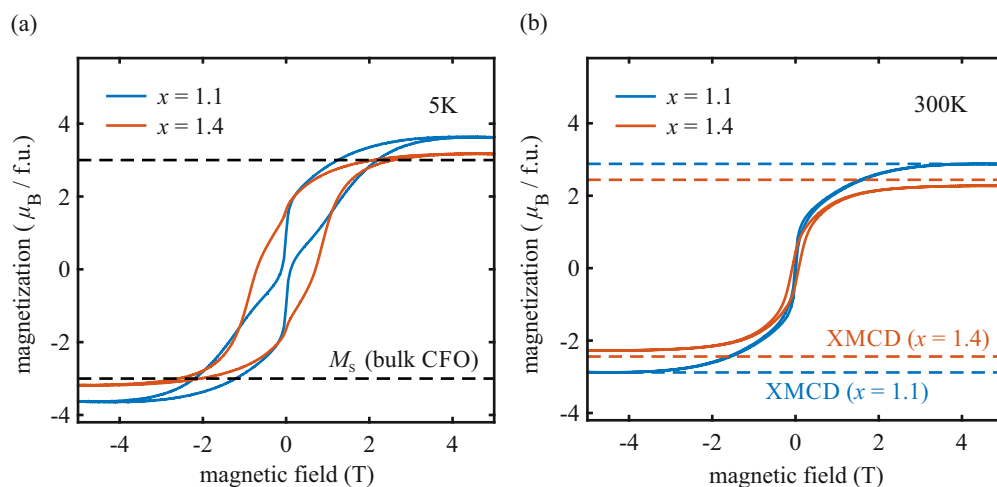 (a)
x = 1.1
x = 1.4
5K
4
2
0
-2
-4
magnetization ( μB / f.u.)
Ms (bulk CFO)
-4 -2 0 2 4
magnetic field (T)
(b)
x = 1.1
x = 1.4
300K
4
2
0
-2
-4
magnetization ( μB / f.u.)
XMCD (x = 1.4)
XMCD (x = 1.1)
-4 -2 0 2 4
magnetic field (T)